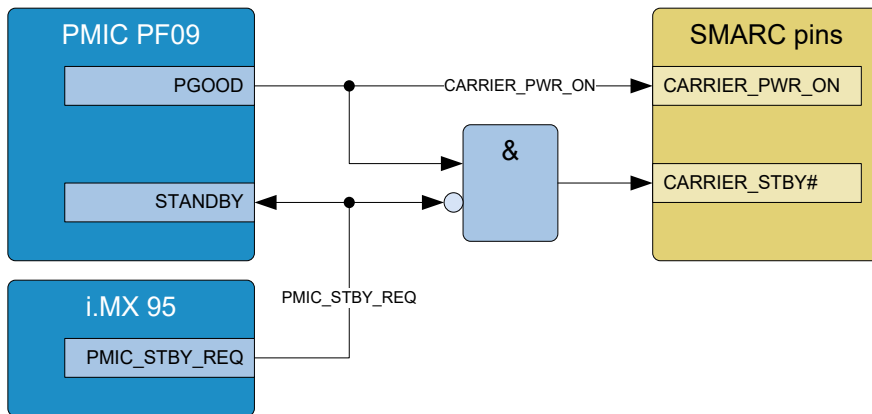 PMIC PF09
PGOOD
STANDBY
i.MX 95
PMIC_STBY_REQ
CARRIER_PWR_ON
PMIC_STBY_REQ
&
SMARC pins
CARRIER_PWR_ON
CARRIER_STBY#